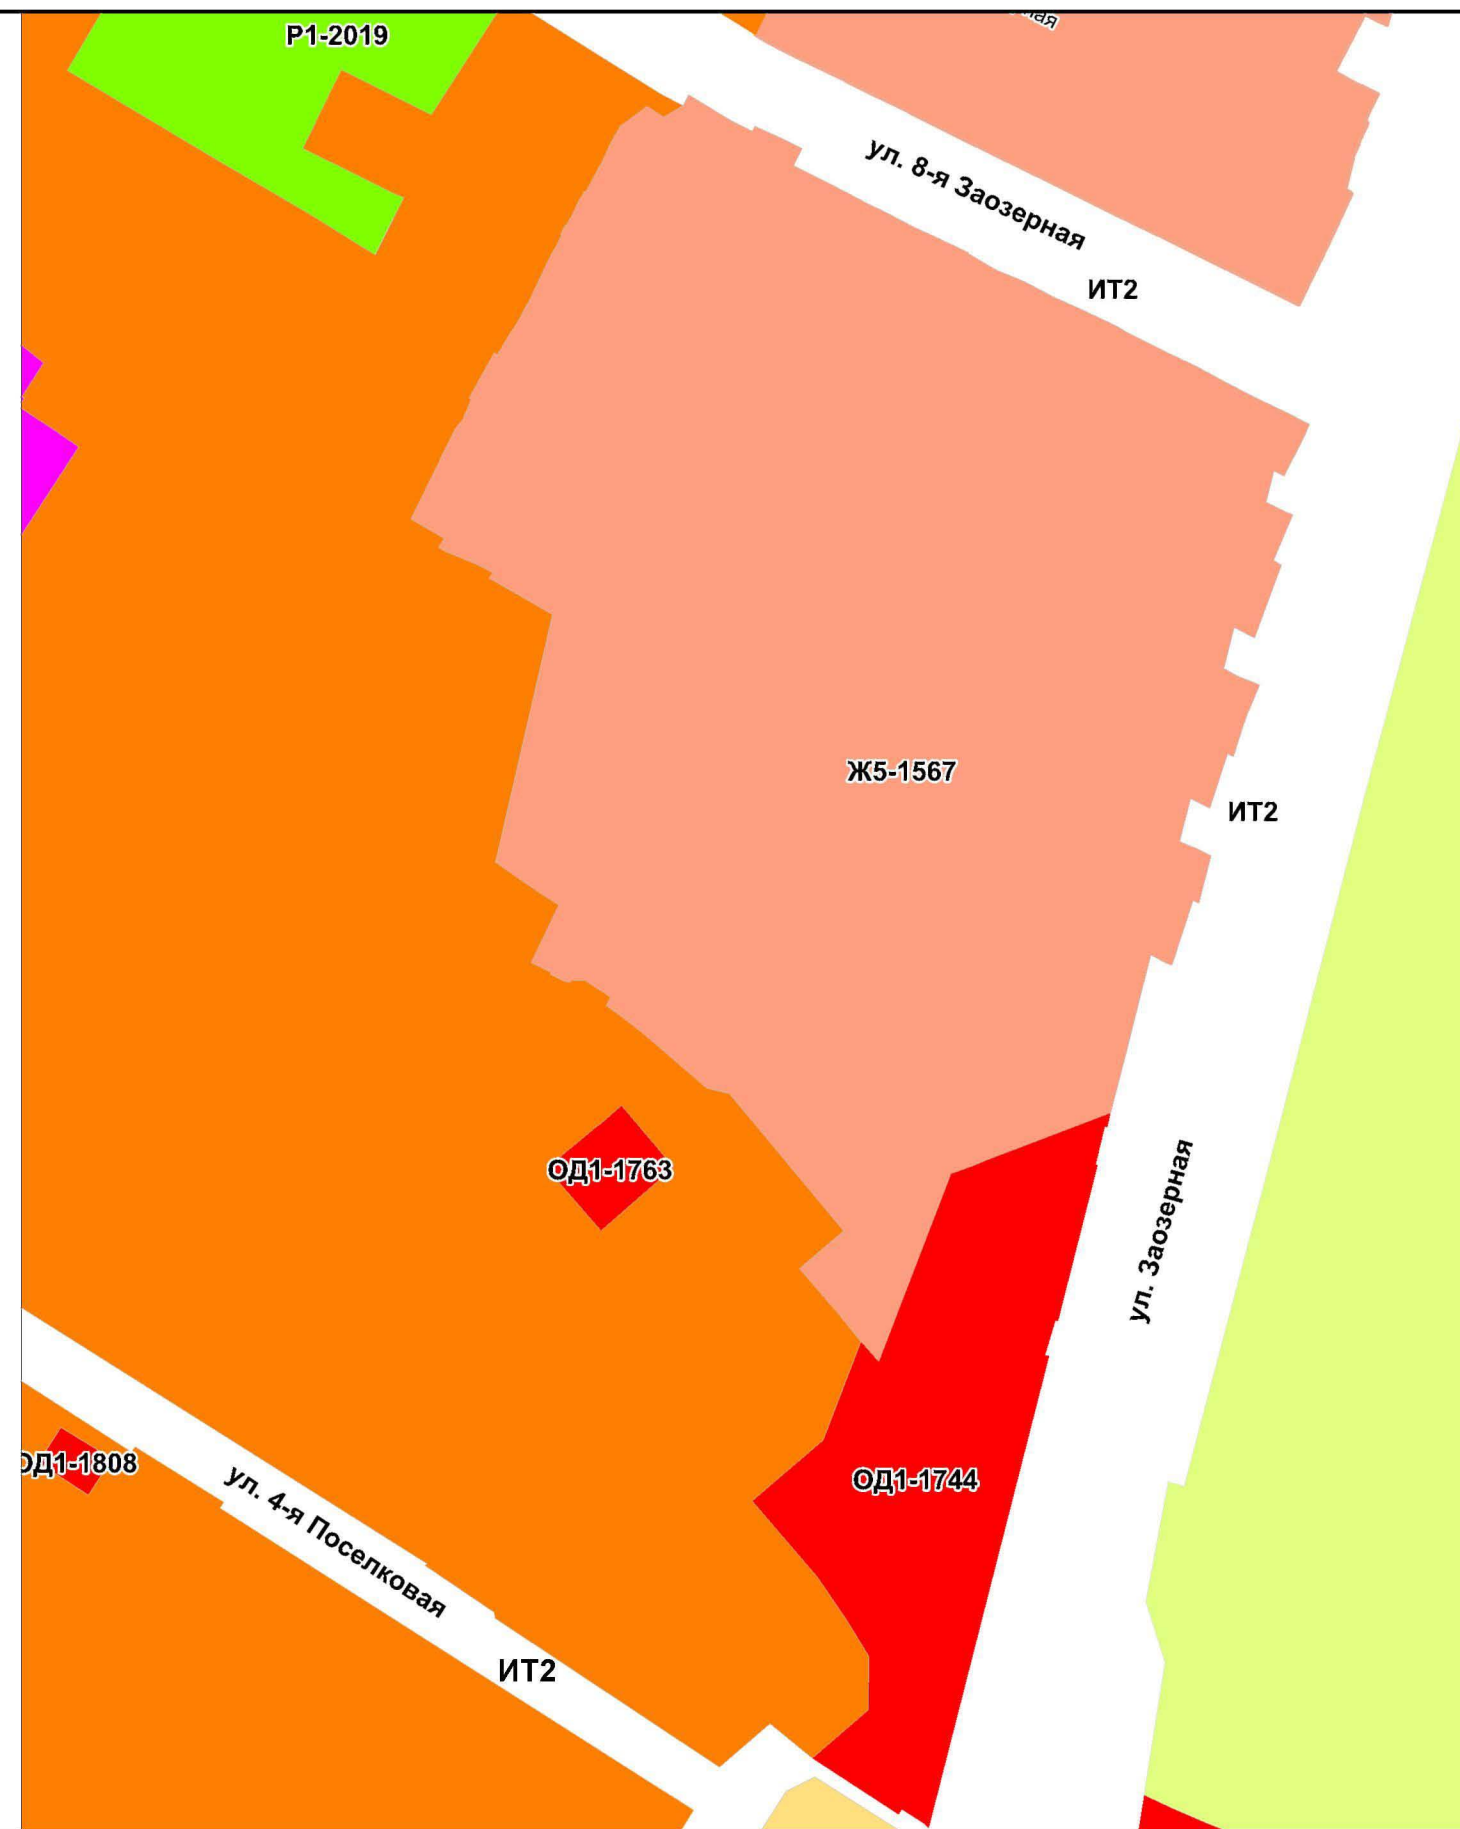 Р1-2019
ул. 8-я Заозерная
ИТ2
Ж5-1567
ИТ2
ОД1-1763
ул. Заозерная
ОД1-1808
ОД1-1744
ул. 4-я Поселковая
ИТ2